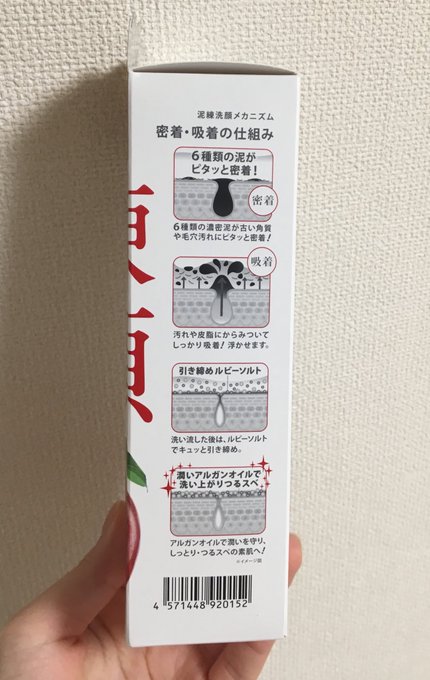 泥練洗顔メカニズム
密着・吸着の仕組み
6種類の泥が
ピタッと密着!
密着
6種類の濃密泥が古い角質
や毛穴汚れにピタッと密着!
吸着
汚れや皮脂にからみついて
しっかり吸着! 浮かせます。
引き締めルビーソルト
洗い流した後は、ルビーソルト
でキュッと引き締め。
潤いアルガンオイルで
洗い上がりつるスベ
アルガンオイルで潤いを守り、
しっとり・つるスベの素肌へ!
※イメージ図
4 571448 920152